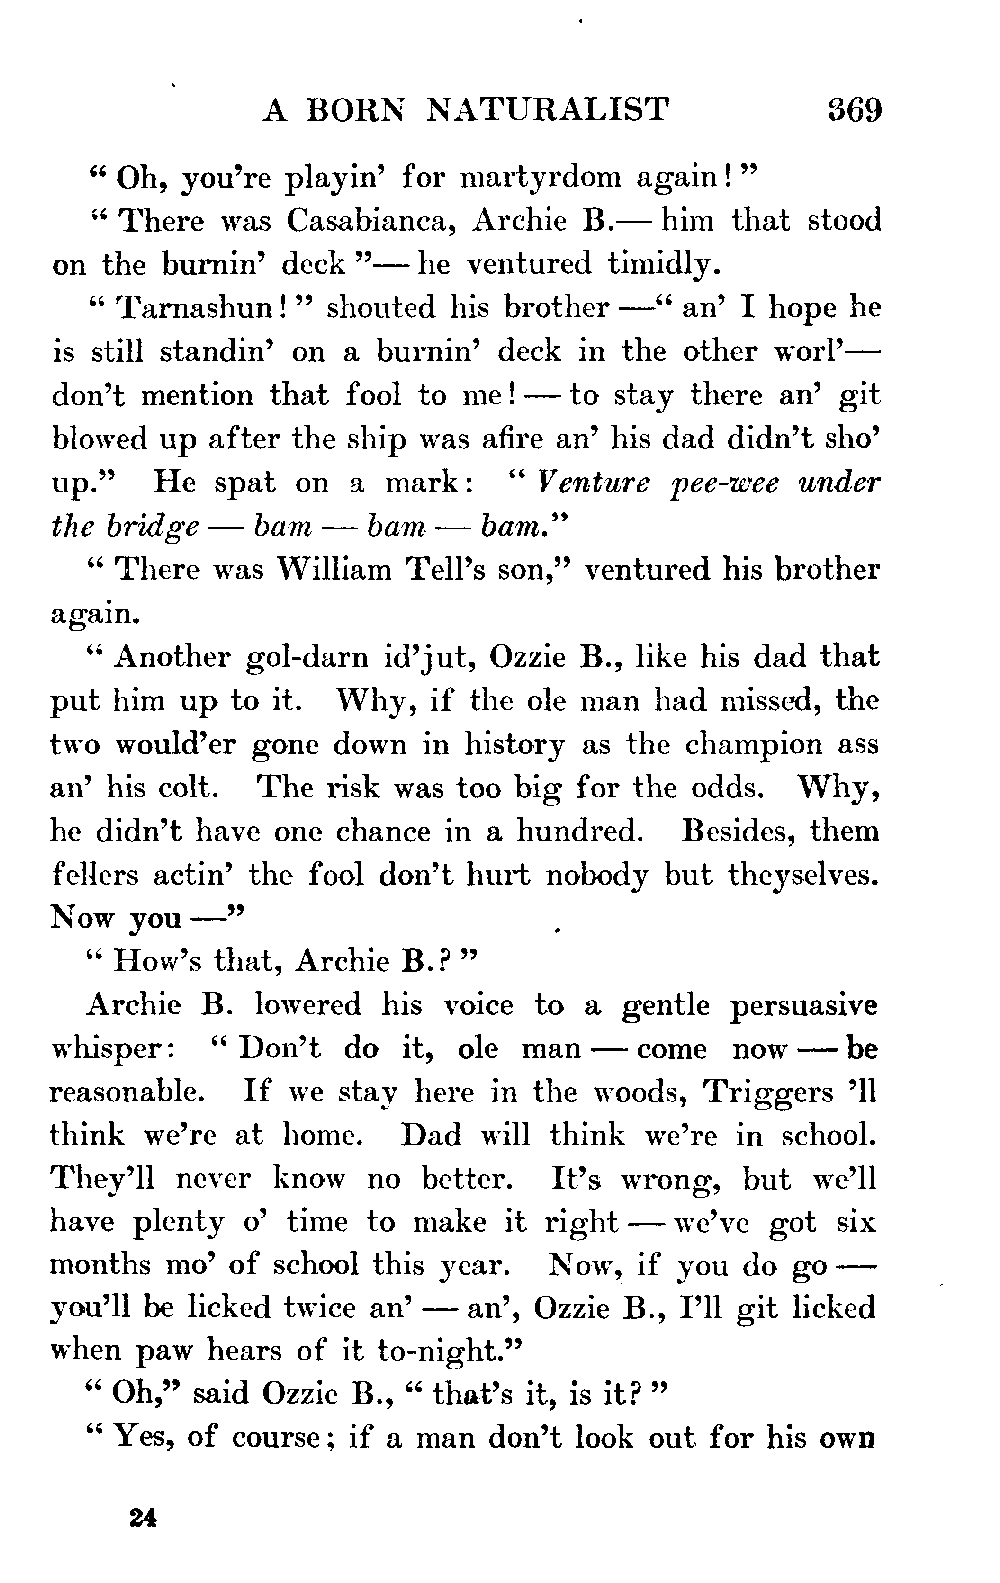 A BORN NATURALIST 369
“ Oh, you’re playin’ for martyrdom again! ”
“ There was Casabianca, Archie B.— him that stood
on the burnin’ deck ”— he ventured timidly.
“ Tarnashun! ” shouted his brother —“ an’ I hope he
is still standin’ on a burnin’ deck in the other worl’—
don’t mention that fool to me! — to stay there an’ git
blowed up after the ship was afire an’ his dad didn’t sho’
up.” He spat on a mark: “ Venture pee-wee under
the bridge — bam — bam — bam.”
“ There was William Tell’s son,” ventured his brother
again.
“ Another gol-darn id’jut, Ozzie B., like his dad that
put him up to it. Why, if the ole man had missed, the
two would’er gone down in history as the champion ass
an’ his colt. The risk was too big for the odds. Why,
he didn’t have one chance in a hundred. Besides, them
fellers actin’ the fool don’t hurt nobody but theyselves.
Now you —”
“ How’s that, Archie B.? ”
Archie B. lowered his voice to a gentle persuasive
whisper: “ Don’t do it, ole man — come now — be
reasonable. If we stay here in the woods, Triggers ’ll
think we’re at home. Dad will think we’re in school.
They’ll never know no better. It’s wrong, but we’ll
have plenty o’ time to make it right — we’ve got six
months mo’ of school this year. Now, if you do go —
you’ll be licked twice an’ — an’, Ozzie B., I’ll git licked
when paw hears of it to-night.”
“ Oh,” said Ozzie B., “ that’s it, is it? ”
“ Yes, of course; if a man don’t look out for his own
24